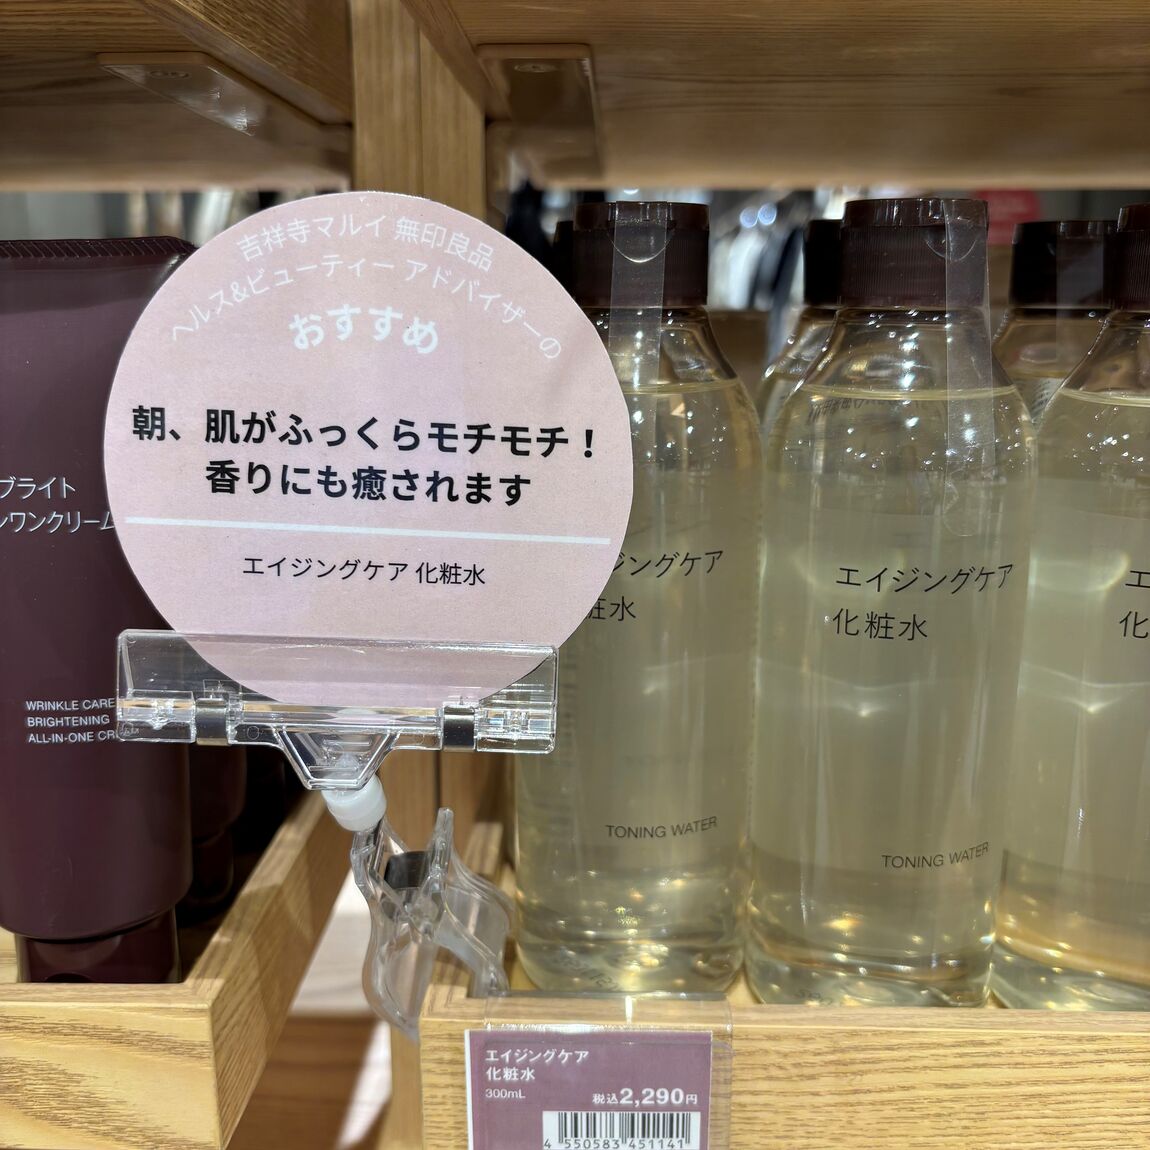 吉祥寺マルイ 無印良品
ヘルス&ビューティー アドバイザーの
おすすめ
朝、肌がふっくらモチモチ！
香りにも癒されます
エイジングケア 化粧水
ブライト
ワンクリーム
WRINKLE CARE
BRIGHTENING
ALL-IN-ONE
ジングケア
粧水
TONING WATER
エイジングケア
化粧水
TONING WATER
エ
化
エイジングケア
化粧水
300mL
税込2,290円
4 550583 451141